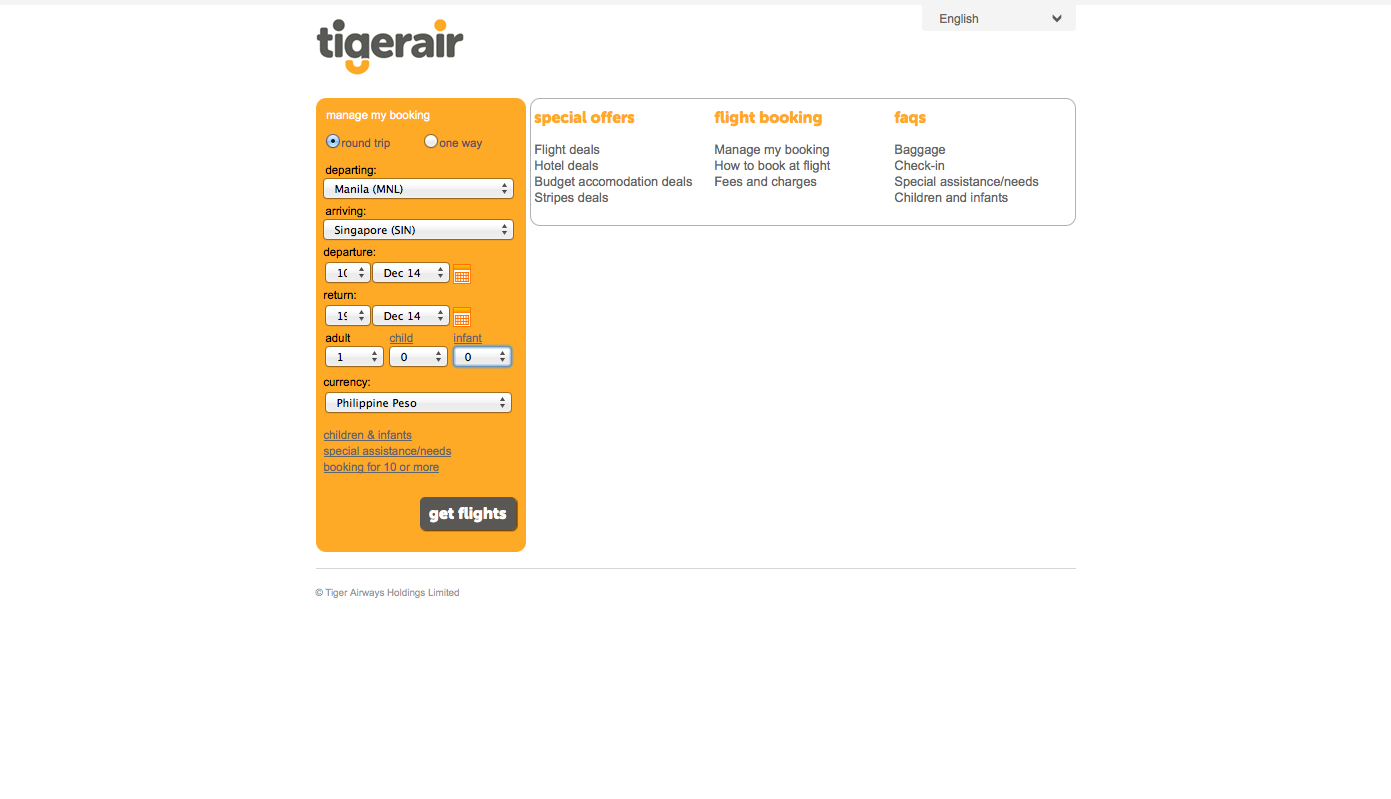 English
tigerair
manage my booking
round trip
one way
departing:
Manila (MNL)
arriving:
Singapore (SIN)
departure:
10 Dec 14
return:
19 Dec 14
adult child infant
1 0 0
currency:
Philippine Peso
children & infants
special assistance/needs
booking for 10 or more
get flights
special offers
Flight deals
Hotel deals
Budget accomodation deals
Stripes deals
flight booking
Manage my booking
How to book at flight
Fees and charges
faqs
Baggage
Check-in
Special assistance/needs
Children and infants
© Tiger Airways Holdings Limited